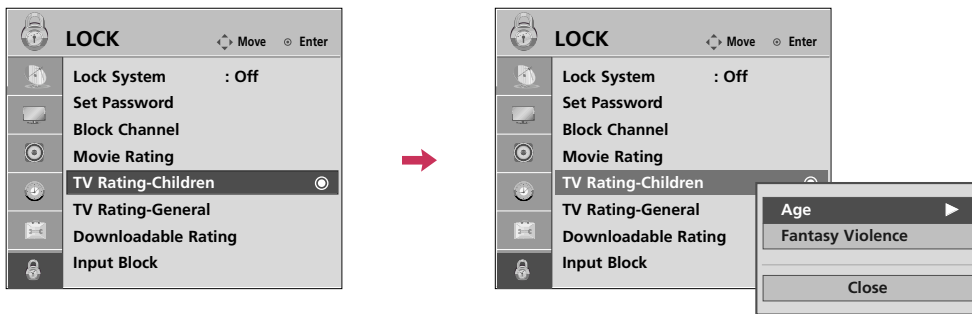 LOCK Move Enter
Lock System : Off
Set Password
Block Channel
Movie Rating
TV Rating-Children
TV Rating-General
Downloadable Rating
Input Block
LOCK Move Enter
Lock System : Off
Set Password
Block Channel
Movie Rating
TV Rating-Children
TV Rating-General
Downloadable Rating
Input Block
Age
Fantasy Violence
Close